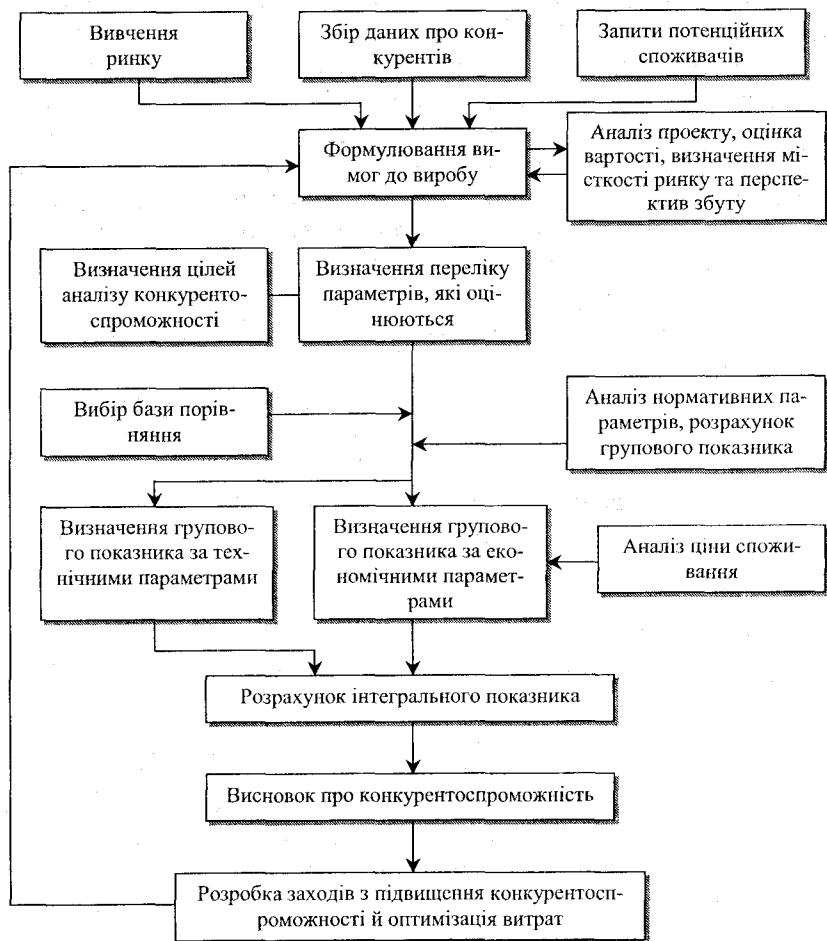 Вивчення
ринку
Збір даних про кон-
курентів
Запити потенційних
споживачів
Формулювання ви-
мог до виробу
Аналіз проекту, оцінка
вартості, визначення мі-
сткості ринку та перспе-
ктив збуту
Визначення цілей
аналізу конкуренто-
спроможності
Визначення переліку
параметрів, які оці-
нюються
Вибір бази порів-
няння
Аналіз нормативних па-
раметрів, розрахунок
групового показника
Визначення групово-
го показника за тех-
нічними параметрами
Визначення групово-
го показника за еко-
номічними парамет-
рами
Аналіз ціни спожи-
вання
Розрахунок інтегрального показника
Висновок про конкурентоспроможність
Розробка заходів з підвищення конкурентосп-
роможності й оптимізація витрат